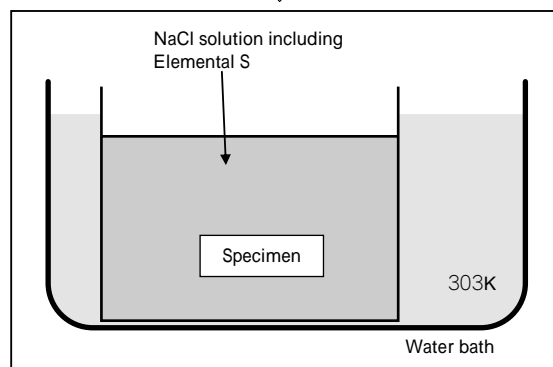 NaCl solution including
Elemental S
Specimen
303K
Water bath